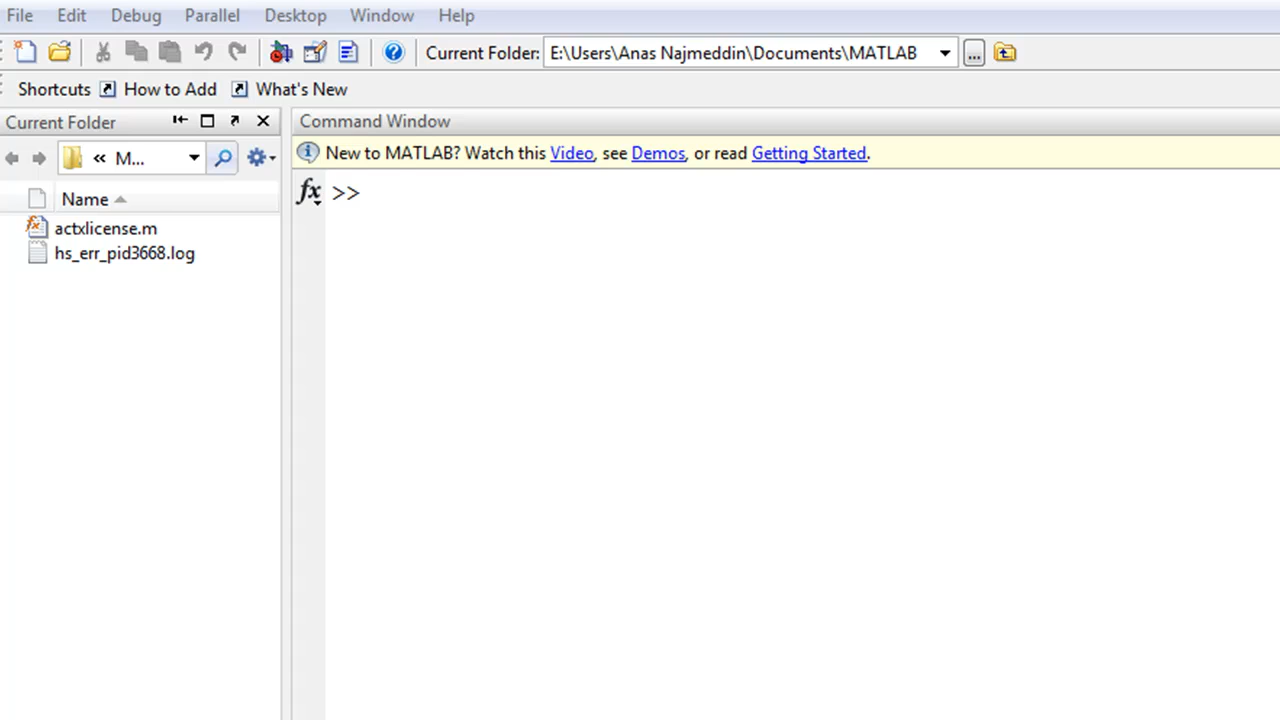 File Edit Debug Parallel Desktop Window Help
Current Folder: E:\Users\Anas Najmeddin\Documents\MATLAB ...
Shortcuts How to Add What's New
Current Folder
Command Window
« M...
New to MATLAB? Watch this Video, see Demos, or read Getting Started.
Name
fx >>
actxlicense.m
hs_err_pid3668.log